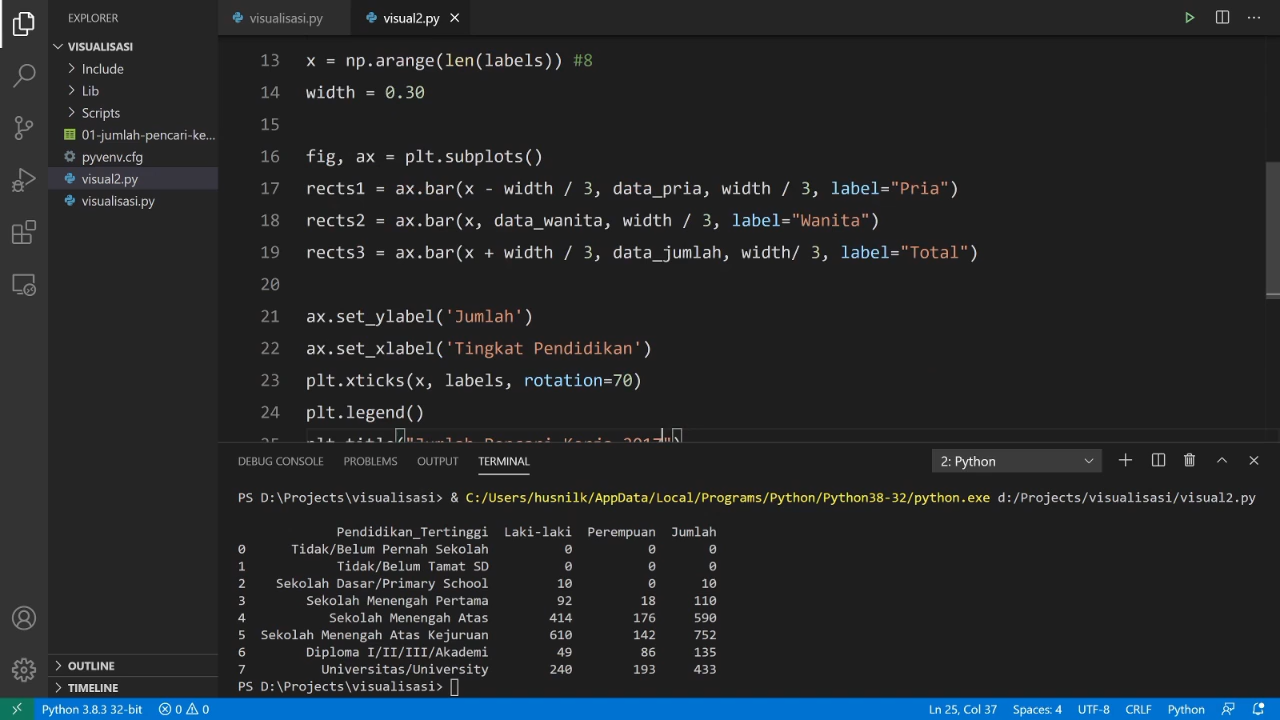 EXPLORER
visualisasi.py
visual2.py
VISUALISASI
Include
Lib
Scripts
01-jumlah-pencari-ke...
pyvenv.cfg
visual2.py
visualisasi.py
OUTLINE
TIMELINE
13 x = np.arange(len(labels)) #8
14 width = 0.30
15
16 fig, ax = plt.subplots()
17 rects1 = ax.bar(x - width / 3, data_pria, width / 3, label="Pria")
18 rects2 = ax.bar(x, data_wanita, width / 3, label="Wanita")
19 rects3 = ax.bar(x + width / 3, data_jumlah, width/ 3, label="Total")
20
21 ax.set_ylabel('Jumlah')
22 ax.set_xlabel('Tingkat Pendidikan')
23 plt.xticks(x, labels, rotation=70)
24 plt.legend()
25 plt.title("Jumlah Pencari Kerja 2017")
DEBUG CONSOLE PROBLEMS OUTPUT TERMINAL 2: Python
PS D:\Projects\visualisasi> & C:/Users/husnilk/AppData/Local/Programs/Python/Python38-32/python.exe d:/Projects/visualisasi/visual2.py
Pendidikan_Tertinggi Laki-laki Perempuan Jumlah
0 Tidak/Belum Pernah Sekolah 0 0 0
1 Tidak/Belum Tamat SD 0 0 0
2 Sekolah Dasar/Primary School 10 0 10
3 Sekolah Menengah Pertama 92 18 110
4 Sekolah Menengah Atas 414 176 590
5 Sekolah Menengah Atas Kejuruan 610 142 752
6 Diploma I/II/III/Akademi 49 86 135
7 Universitas/University 240 193 433
PS D:\Projects\visualisasi>
Python 3.8.3 32-bit 0 0 Ln 25, Col 37 Spaces: 4 UTF-8 CRLF Python